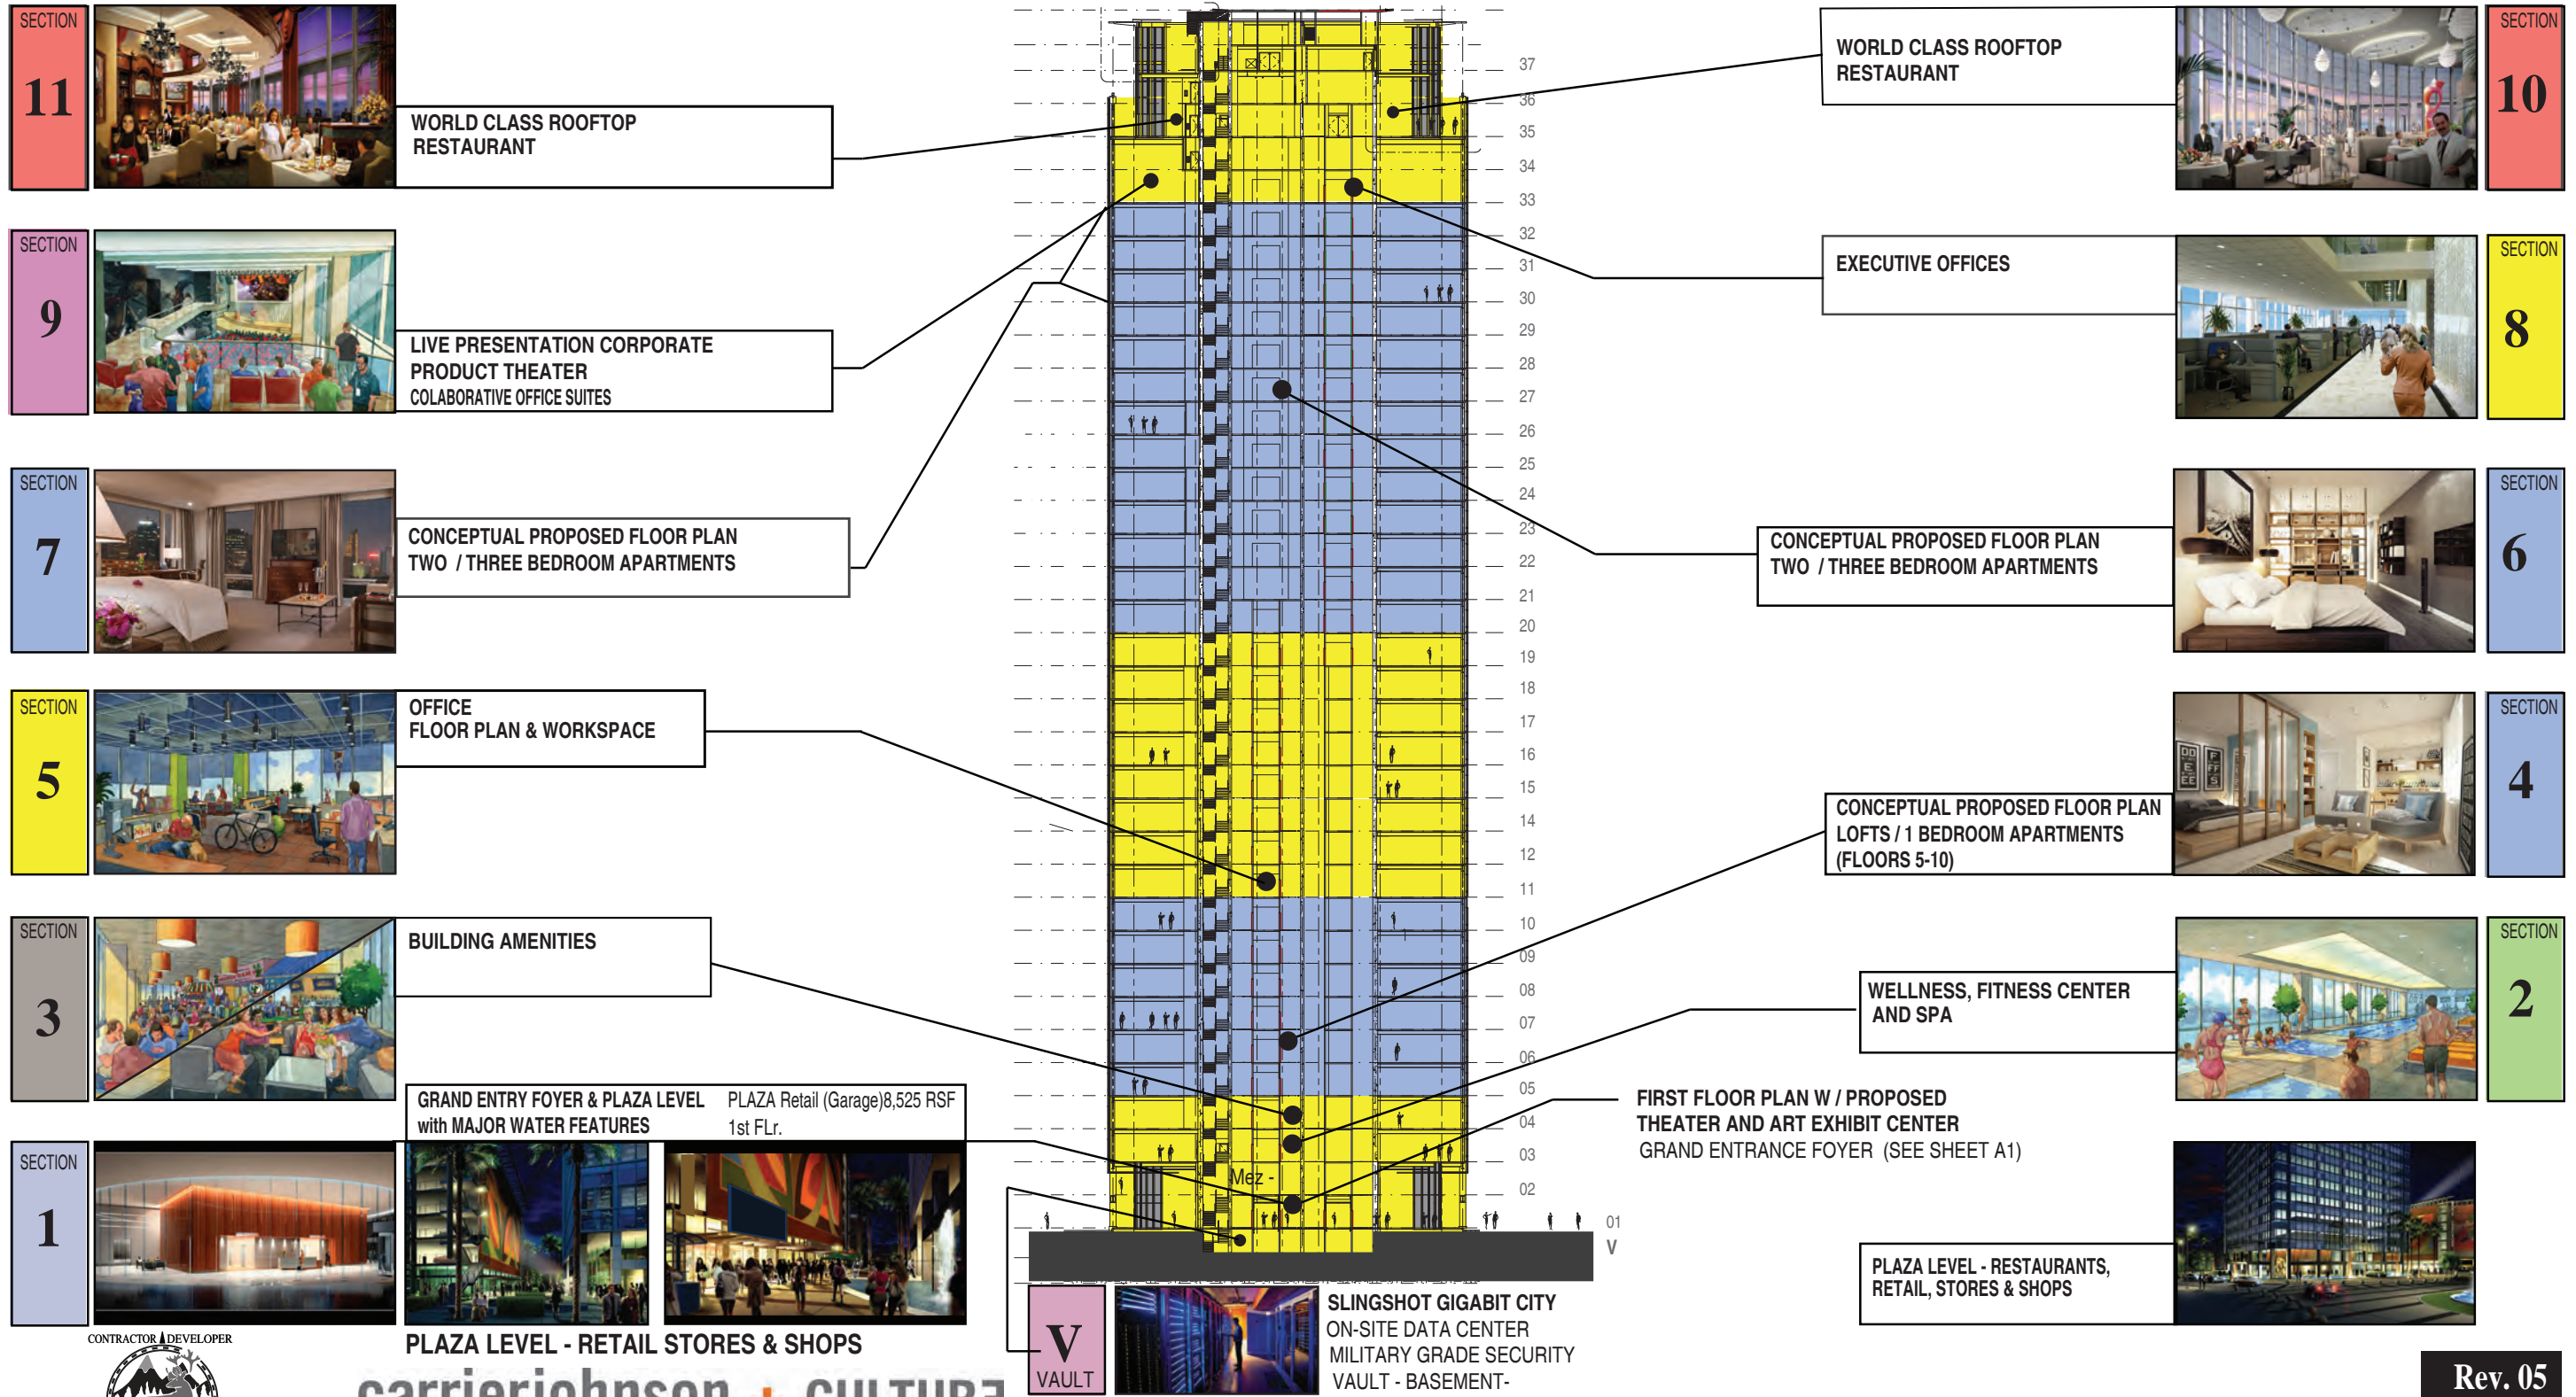 SECTION
11
WORLD CLASS ROOFTOP
RESTAURANT
SECTION
9
LIVE PRESENTATION CORPORATE
PRODUCT THEATER
COLABORATIVE OFFICE SUITES
SECTION
7
CONCEPTUAL PROPOSED FLOOR PLAN
TWO / THREE BEDROOM APARTMENTS
SECTION
5
OFFICE
FLOOR PLAN & WORKSPACE
SECTION
3
BUILDING AMENITIES
GRAND ENTRY FOYER & PLAZA LEVEL PLAZA Retail (Garage)8,525 RSF
with MAJOR WATER FEATURES 1st FLr.
SECTION
1
PLAZA LEVEL - RETAIL STORES & SHOPS
CONTRACTOR DEVELOPER
carrierjohnson + CULTURE
37
36
35
34
33
32
31
30
29
28
27
26
25
24
23
22
21
20
19
18
17
16
15
14
12
11
10
09
08
07
06
05
04
03
02
01
V
Mez -
V
VAULT
SLINGSHOT GIGABIT CITY
ON-SITE DATA CENTER
MILITARY GRADE SECURITY
VAULT - BASEMENT-
WORLD CLASS ROOFTOP
RESTAURANT
SECTION
10
EXECUTIVE OFFICES
SECTION
8
CONCEPTUAL PROPOSED FLOOR PLAN
TWO / THREE BEDROOM APARTMENTS
SECTION
6
CONCEPTUAL PROPOSED FLOOR PLAN
LOFTS / 1 BEDROOM APARTMENTS
(FLOORS 5-10)
SECTION
4
WELLNESS, FITNESS CENTER
AND SPA
SECTION
2
FIRST FLOOR PLAN W / PROPOSED
THEATER AND ART EXHIBIT CENTER
GRAND ENTRANCE FOYER (SEE SHEET A1)
PLAZA LEVEL - RESTAURANTS,
RETAIL, STORES & SHOPS
Rev. 05